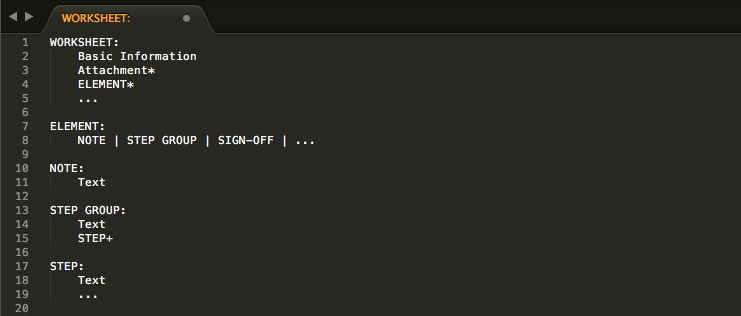 WORKSHEET:
1 WORKSHEET:
2     Basic Information
3     Attachment*
4     ELEMENT*
5     ...
6
7 ELEMENT:
8     NOTE | STEP GROUP | SIGN-OFF | ...
9
10 NOTE:
11     Text
12
13 STEP GROUP:
14     Text
15     STEP+
16
17 STEP:
18     Text
19     ...
20